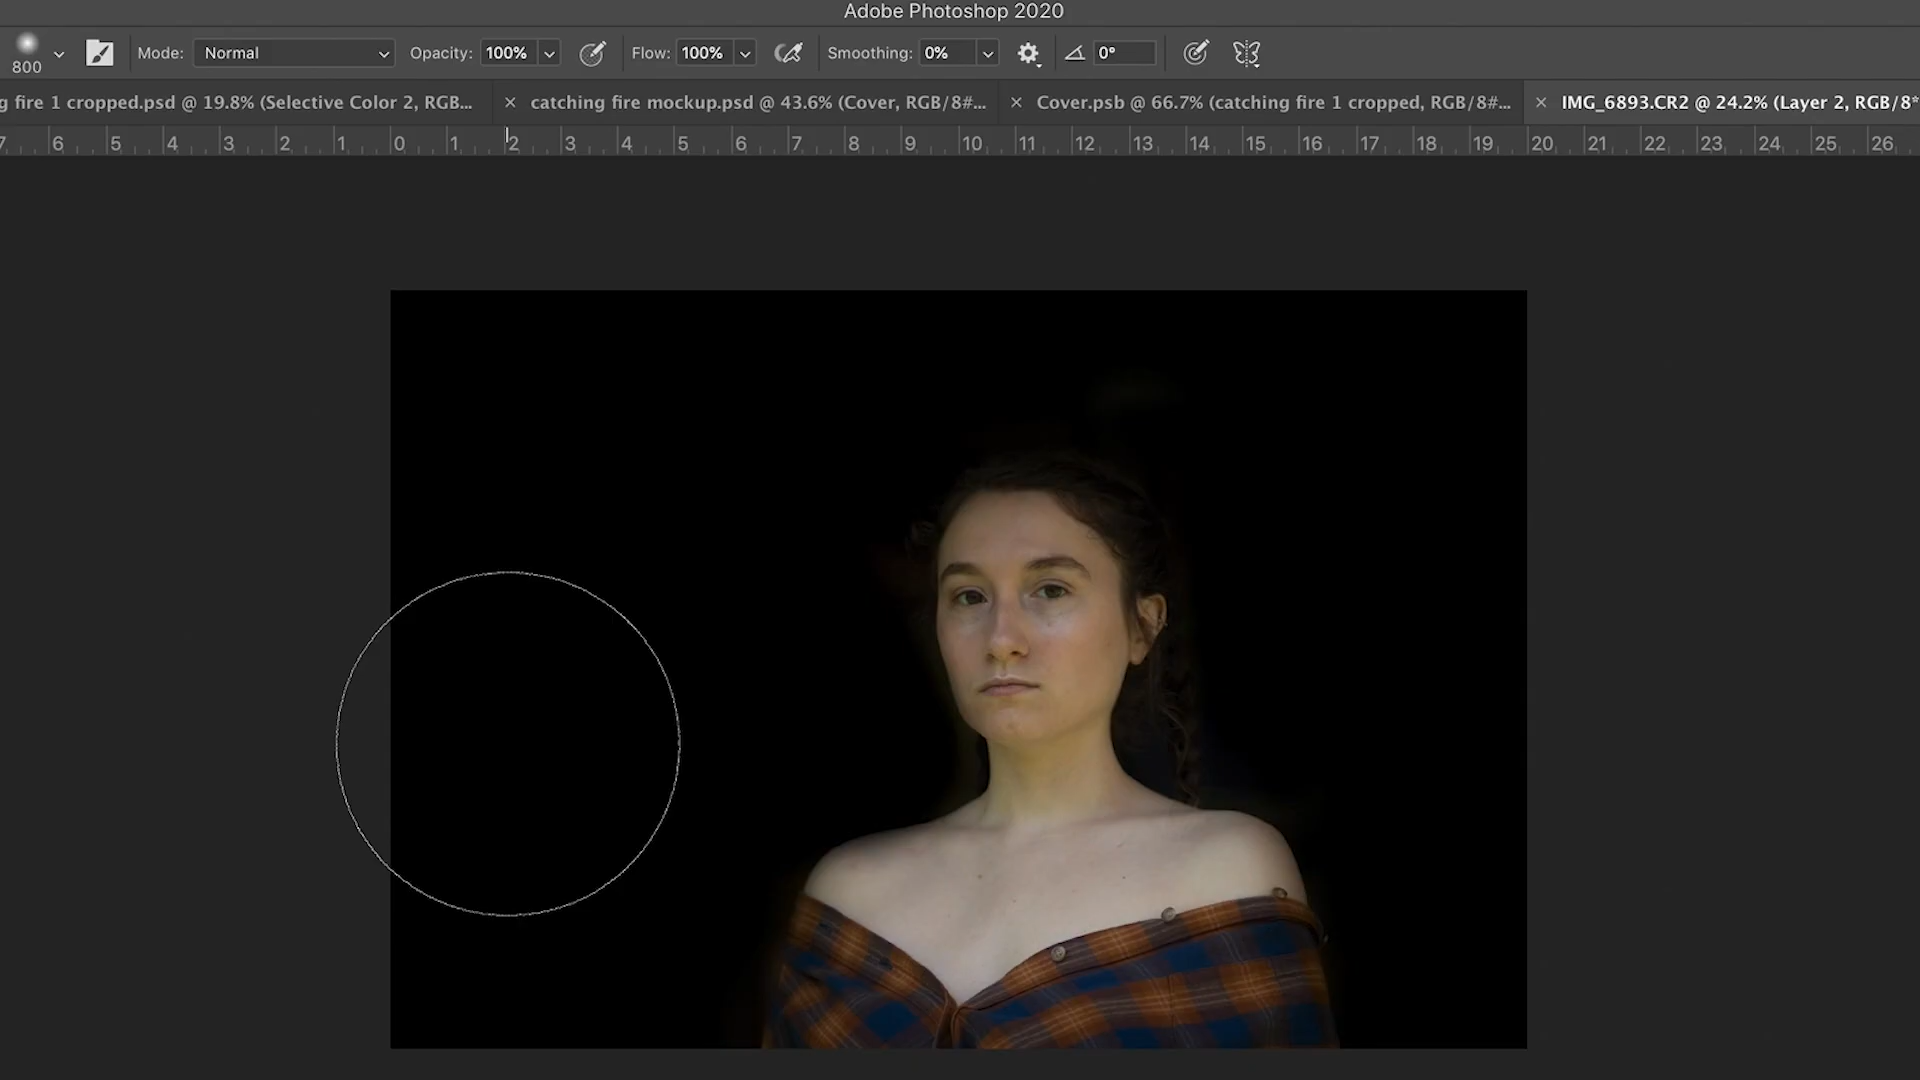 Adobe Photoshop 2020
800 Mode: Normal Opacity: 100% Flow: 100% Smoothing: 0% 0°
g fire 1 cropped.psd @ 19.8% (Selective Color 2, RGB... × catching fire mockup.psd @ 43.6% (Cover, RGB/8#... × Cover.psb @ 66.7% (catching fire 1 cropped, RGB/8#... × IMG_6893.CR2 @ 24.2% (Layer 2, RGB/8*
7 6 5 4 3 2 1 0 1 2 3 4 5 6 7 8 9 10 11 12 13 14 15 16 17 18 19 20 21 22 23 24 25 26